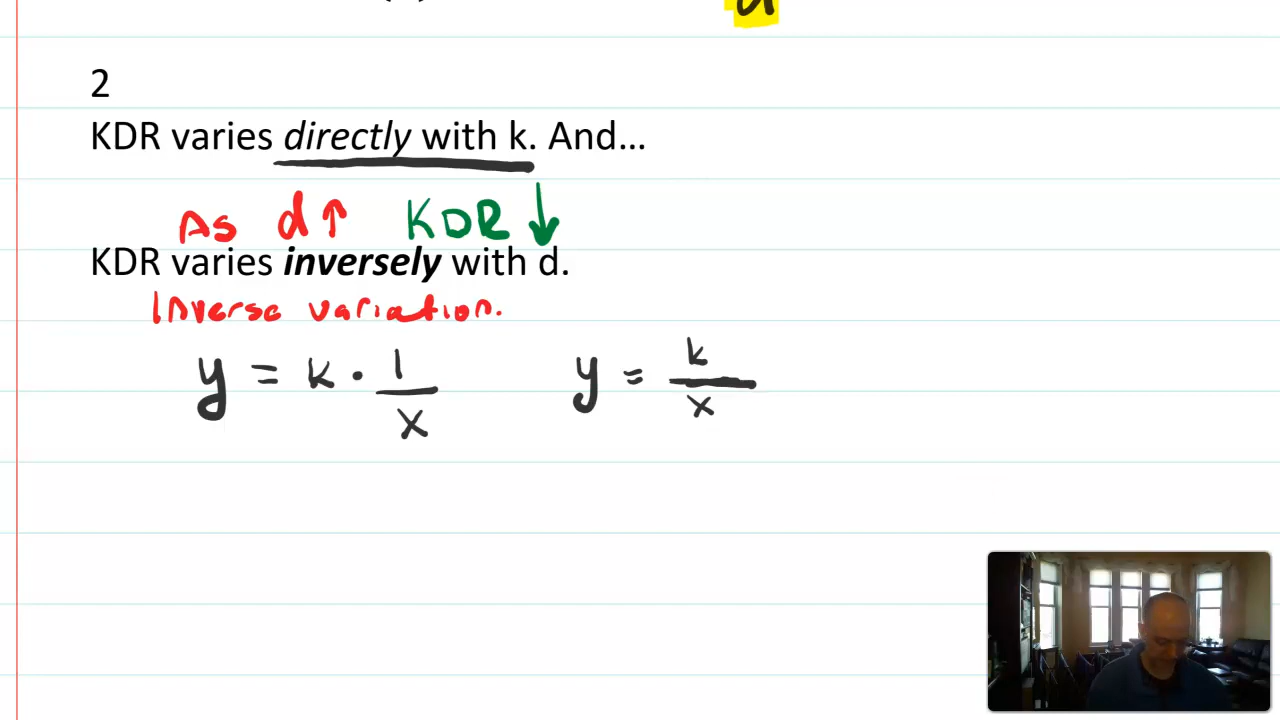 d
2
KDR varies directly with k. And...
As d↑ KDR ↓
KDR varies inversely with d.
Inverse variation.
y = k · 1/x y = k/x